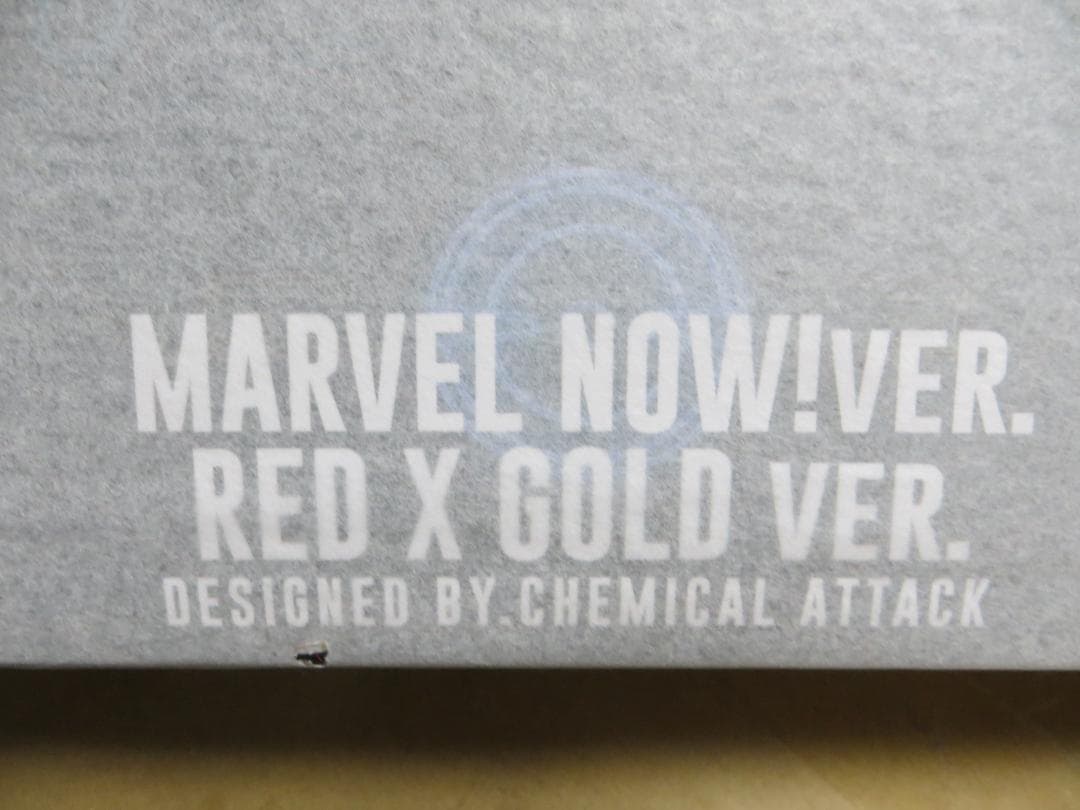 MARVEL NOW!VER.
RED X GOLD VER.
DESIGNED BY.CHEMICAL ATTACK